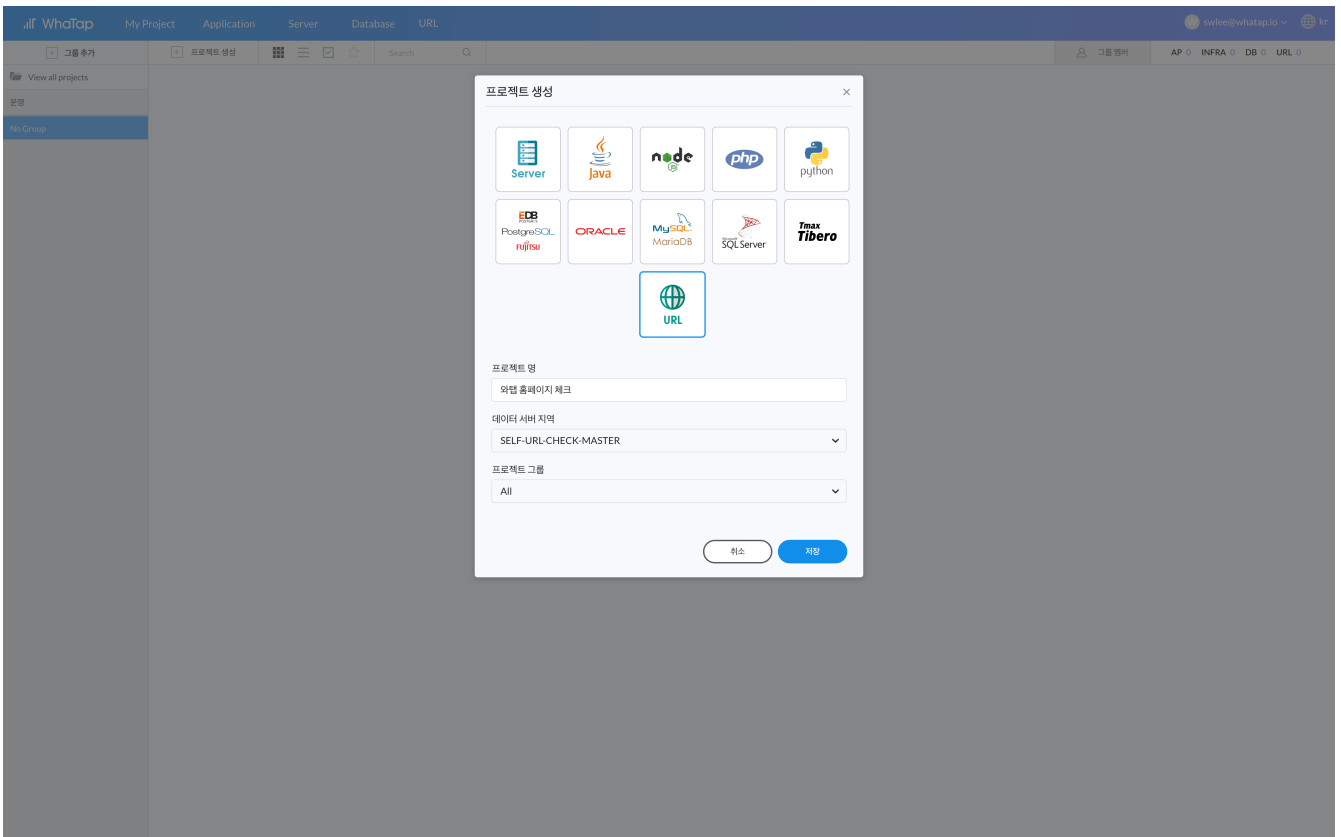 WhaTap My Project Application Server Database URL W swlee@whatap.io kr
그룹추가 프로젝트 생성 Search 그룹 멤버 AP 0 INFRA 0 DB 0 URL 0
View all projects
운영
No Group
프로젝트 생성
Server Java node JS php python
EDB
POSTGRES
PostgreSQL
FUJITSU
ORACLE
MySQL
MariaDB
Microsoft
SQL Server
Tmax
Tibero
URL
프로젝트 명
와탭 홈페이지 체크
데이터 서버 지역
SELF-URL-CHECK-MASTER
프로젝트 그룹
All
취소 저장